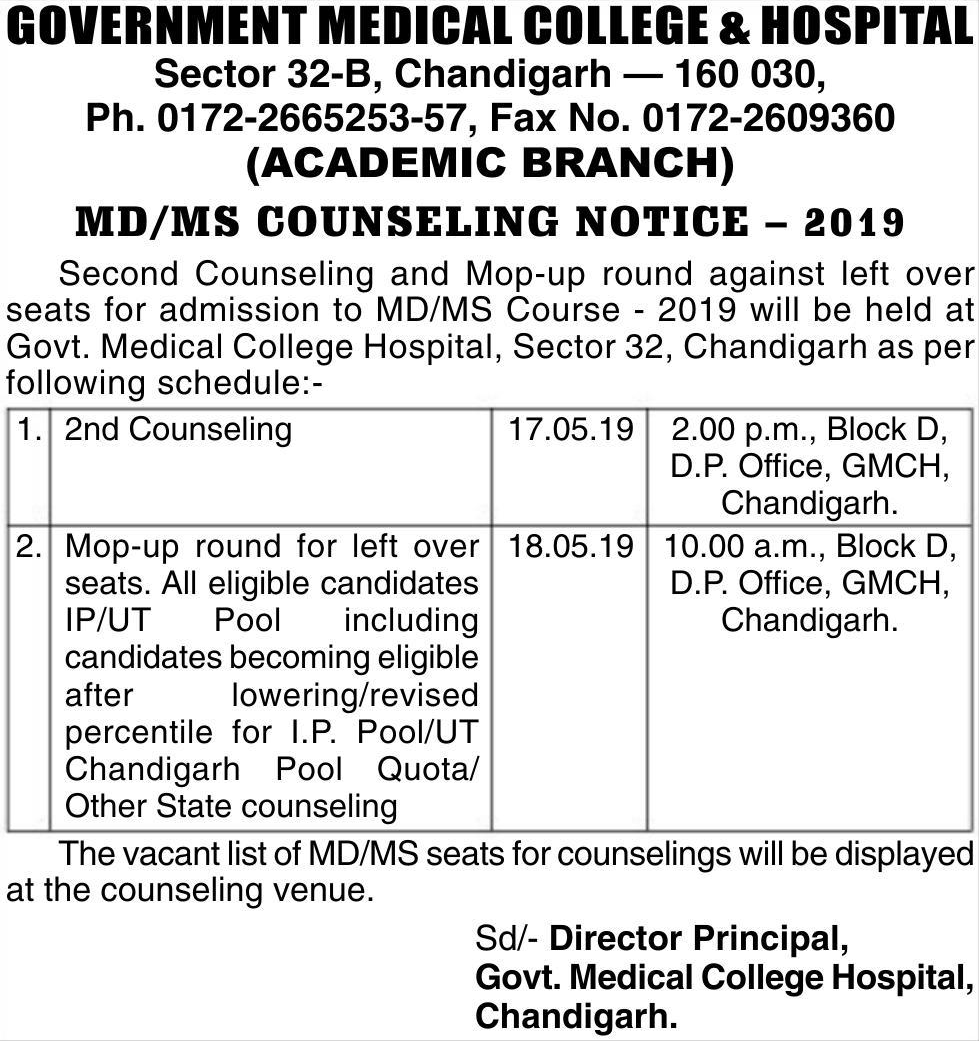 GOVERNMENT MEDICAL COLLEGE & HOSPITAL
Sector 32-B, Chandigarh — 160 030,
Ph. 0172-2665253-57, Fax No. 0172-2609360
(ACADEMIC BRANCH)
MD/MS COUNSELING NOTICE – 2019
Second Counseling and Mop-up round against left over
seats for admission to MD/MS Course - 2019 will be held at
Govt. Medical College Hospital, Sector 32, Chandigarh as per
following schedule:-
1. 2nd Counseling 17.05.19 2.00 p.m., Block D,
D.P. Office, GMCH,
Chandigarh.
2. Mop-up round for left over 18.05.19 10.00 a.m., Block D,
seats. All eligible candidates D.P. Office, GMCH,
IP/UT Pool including Chandigarh.
candidates becoming eligible
after lowering/revised
percentile for I.P. Pool/UT
Chandigarh Pool Quota/
Other State counseling
The vacant list of MD/MS seats for counselings will be displayed
at the counseling venue.
Sd/- Director Principal,
Govt. Medical College Hospital,
Chandigarh.